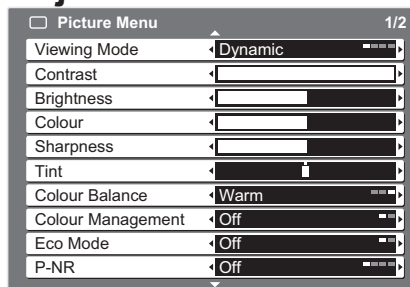 Picture Menu 1/2
Viewing Mode Dynamic
Contrast
Brightness
Colour
Sharpness
Tint
Colour Balance Warm
Colour Management Off
Eco Mode Off
P-NR Off